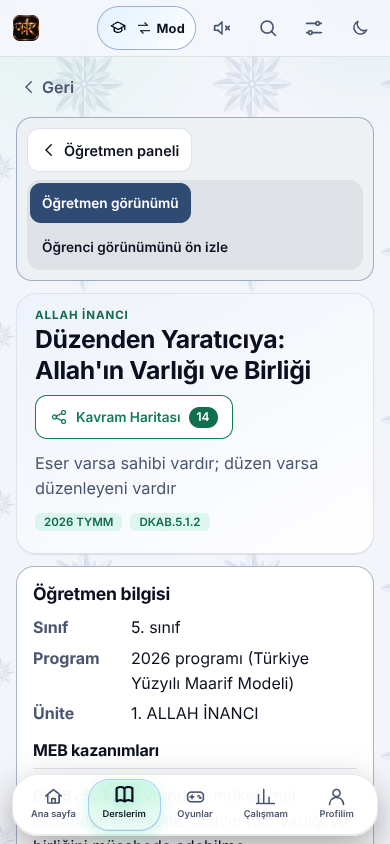 Mod
Geri
Öğretmen paneli
Öğretmen görünümü
Öğrenci görünümünü ön izle
ALLAH İNANCI
Düzenden Yaratıcıya:
Allah'ın Varlığı ve Birliği
Kavram Haritası 14
Eser varsa sahibi vardır; düzen varsa
düzenleyeni vardır
2026 TYMM DKAB.5.1.2
Öğretmen bilgisi
Sınıf 5. sınıf
Program 2026 programı (Türkiye
Yüzyılı Maarif Modeli)
Ünite 1. ALLAH İNANCI
MEB kazanımları
Ana sayfa Derslerim Oyunlar Çalışmam Profilim